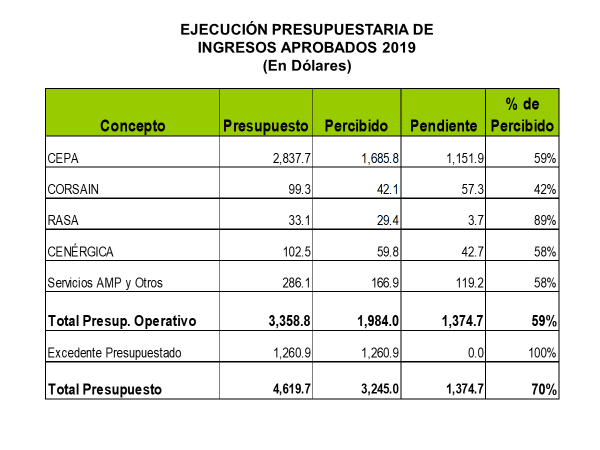 EJECUCIÓN PRESUPUESTARIA DE
INGRESOS APROBADOS 2019
(En Dólares)
Concepto Presupuesto Percibido Pendiente % de Percibido
CEPA 2,837.7 1,685.8 1,151.9 59%
CORSAIN 99.3 42.1 57.3 42%
RASA 33.1 29.4 3.7 89%
CENÉRGICA 102.5 59.8 42.7 58%
Servicios AMP y Otros 286.1 166.9 119.2 58%
Total Presup. Operativo 3,358.8 1,984.0 1,374.7 59%
Excedente Presupuestado 1,260.9 1,260.9 0.0 100%
Total Presupuesto 4,619.7 3,245.0 1,374.7 70%